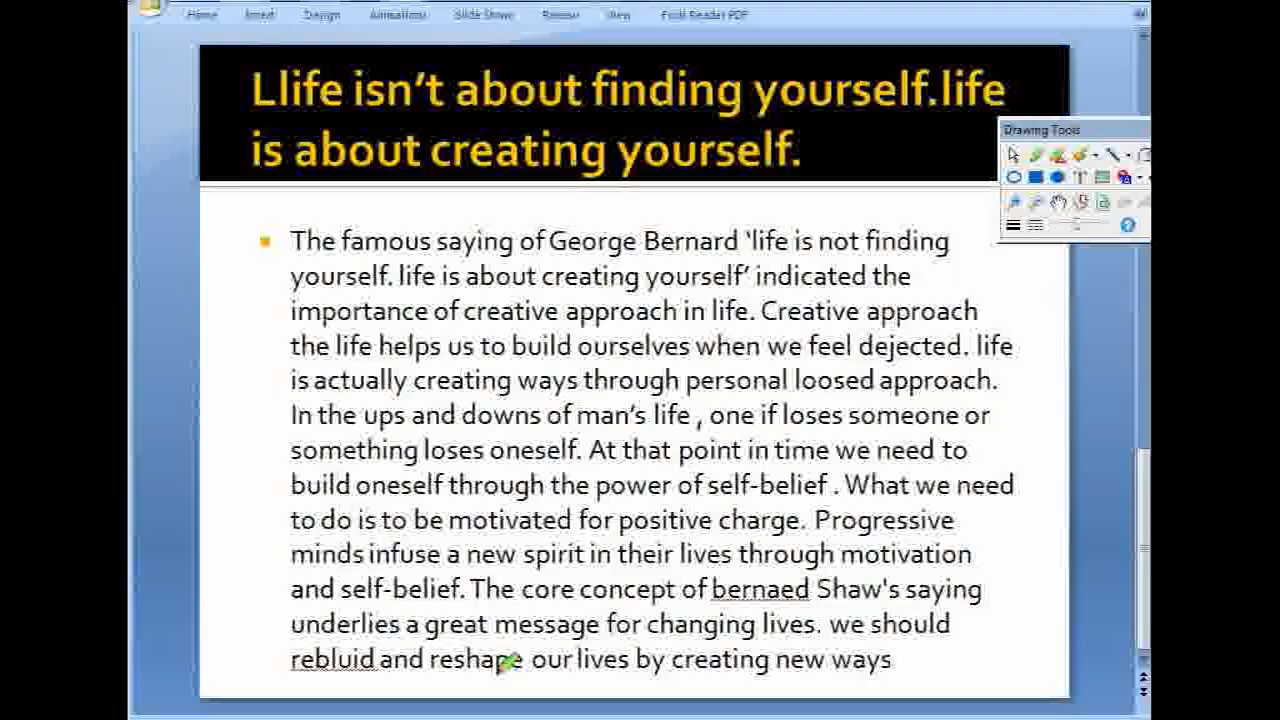 Home Insert Design Animations Slide Show Review View Foxit Reader PDF
Llife isn't about finding yourself.life
is about creating yourself.
Drawing Tools
The famous saying of George Bernard 'life is not finding
yourself. life is about creating yourself' indicated the
importance of creative approach in life. Creative approach
the life helps us to build ourselves when we feel dejected. life
is actually creating ways through personal loosed approach.
In the ups and downs of man's life , one if loses someone or
something loses oneself. At that point in time we need to
build oneself through the power of self-belief . What we need
to do is to be motivated for positive charge. Progressive
minds infuse a new spirit in their lives through motivation
and self-belief. The core concept of bernaed Shaw's saying
underlies a great message for changing lives. we should
rebluid and reshape our lives by creating new ways